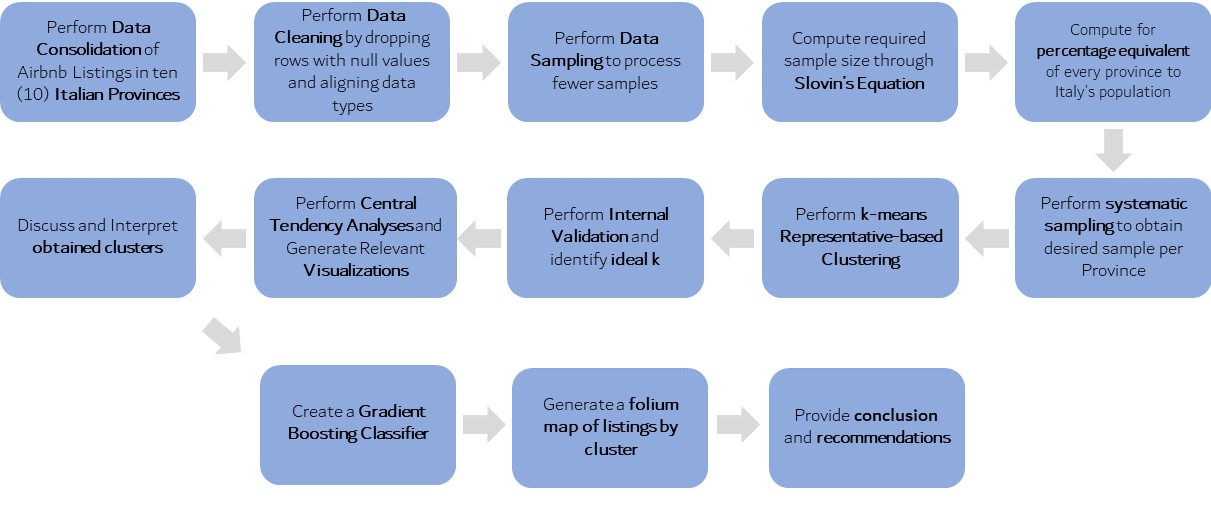 Perform Data
Consolidation of
Airbnb Listings in ten
(10) Italian Provinces
Perform Data
Cleaning by dropping
rows with null values
and aligning data
types
Perform Data
Sampling to process
fewer samples
Compute required
sample size through
Slovin's Equation
Compute for
percentage equivalent
of every province to
Italy's population
Perform systematic
sampling to obtain
desired sample per
Province
Perform k-means
Representative-based
Clustering
Perform Internal
Validation and
identify ideal k
Perform Central
Tendency Analyses and
Generate Relevant
Visualizations
Discuss and Interpret
obtained clusters
Create a Gradient
Boosting Classifier
Generate a folium
map of listings by
cluster
Provide conclusion
and recommendations